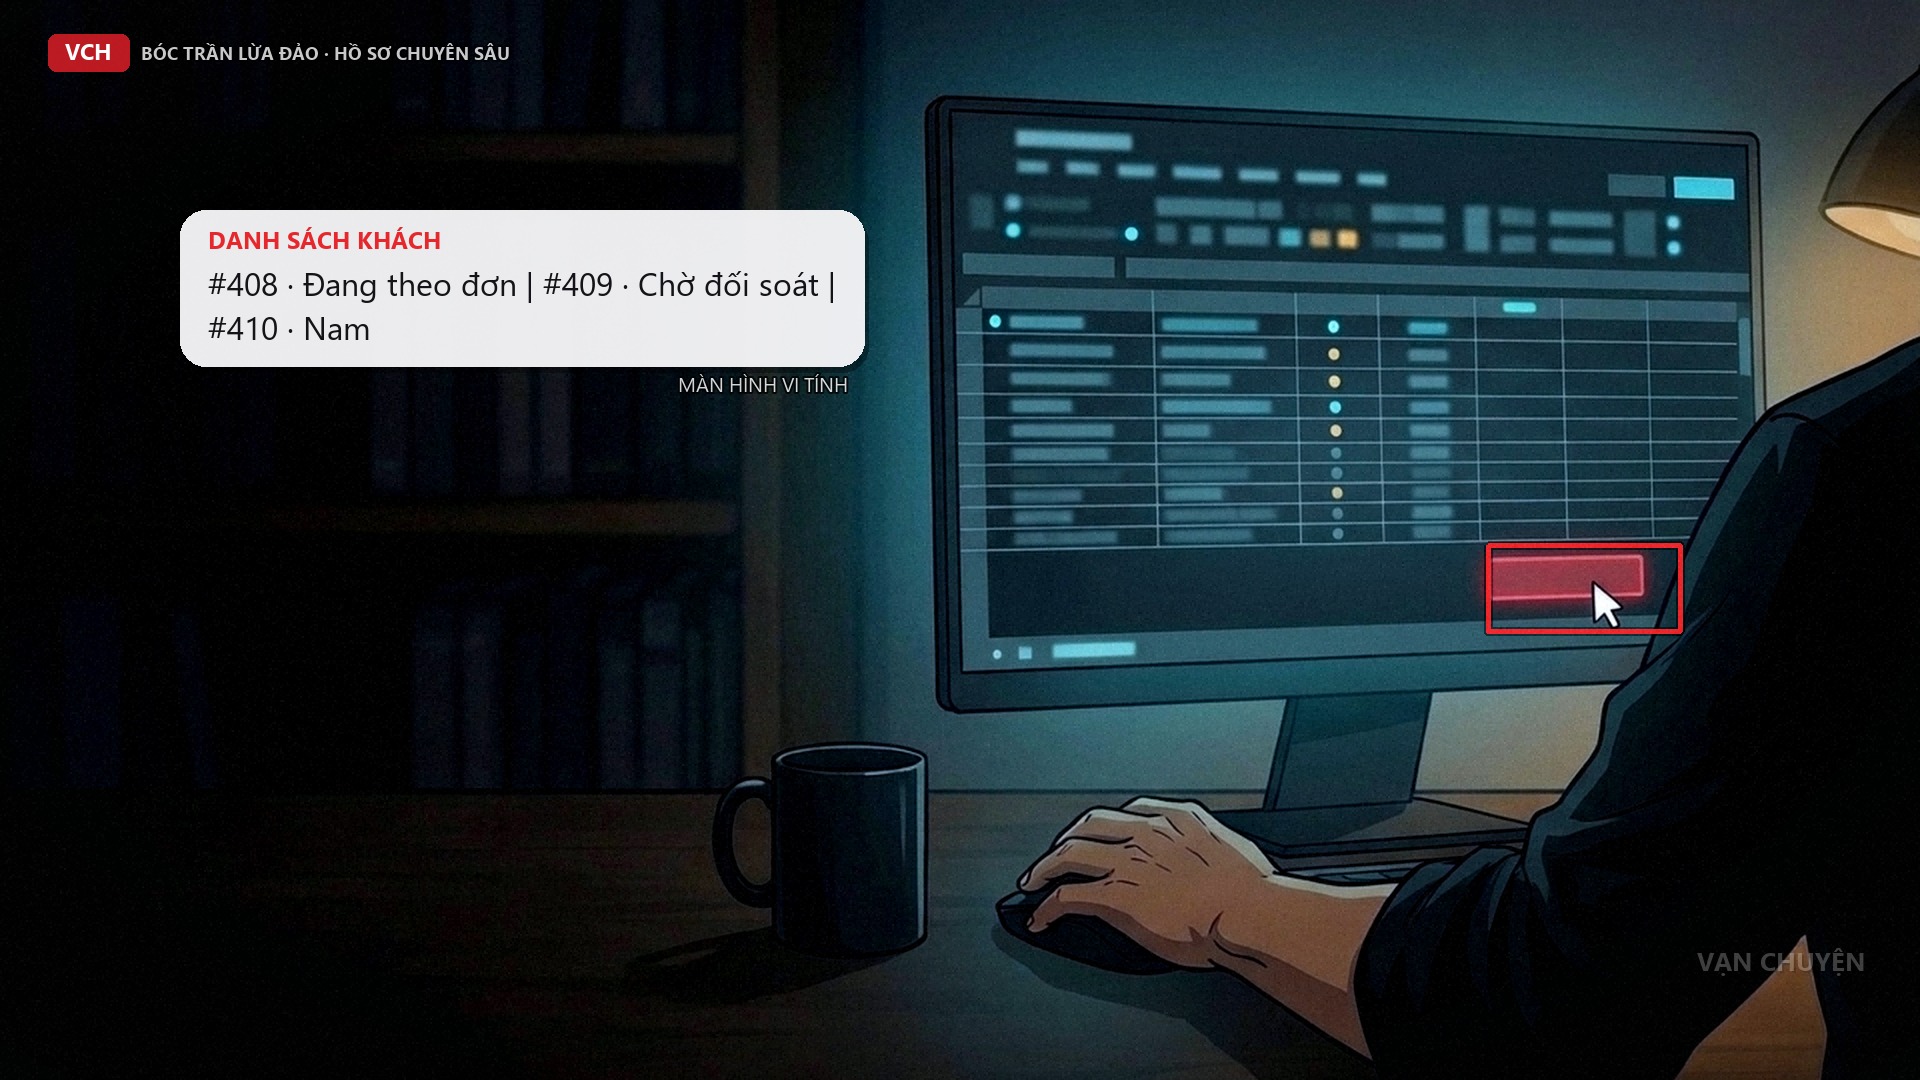 VCH BÓC TRẦN LỪA ĐẢO · HỒ SƠ CHUYÊN SÂU
DANH SÁCH KHÁCH
#408 · Đang theo đơn | #409 · Chờ đối soát |
#410 · Nam
MÀN HÌNH VI TÍNH
VẠN CHUYỆN